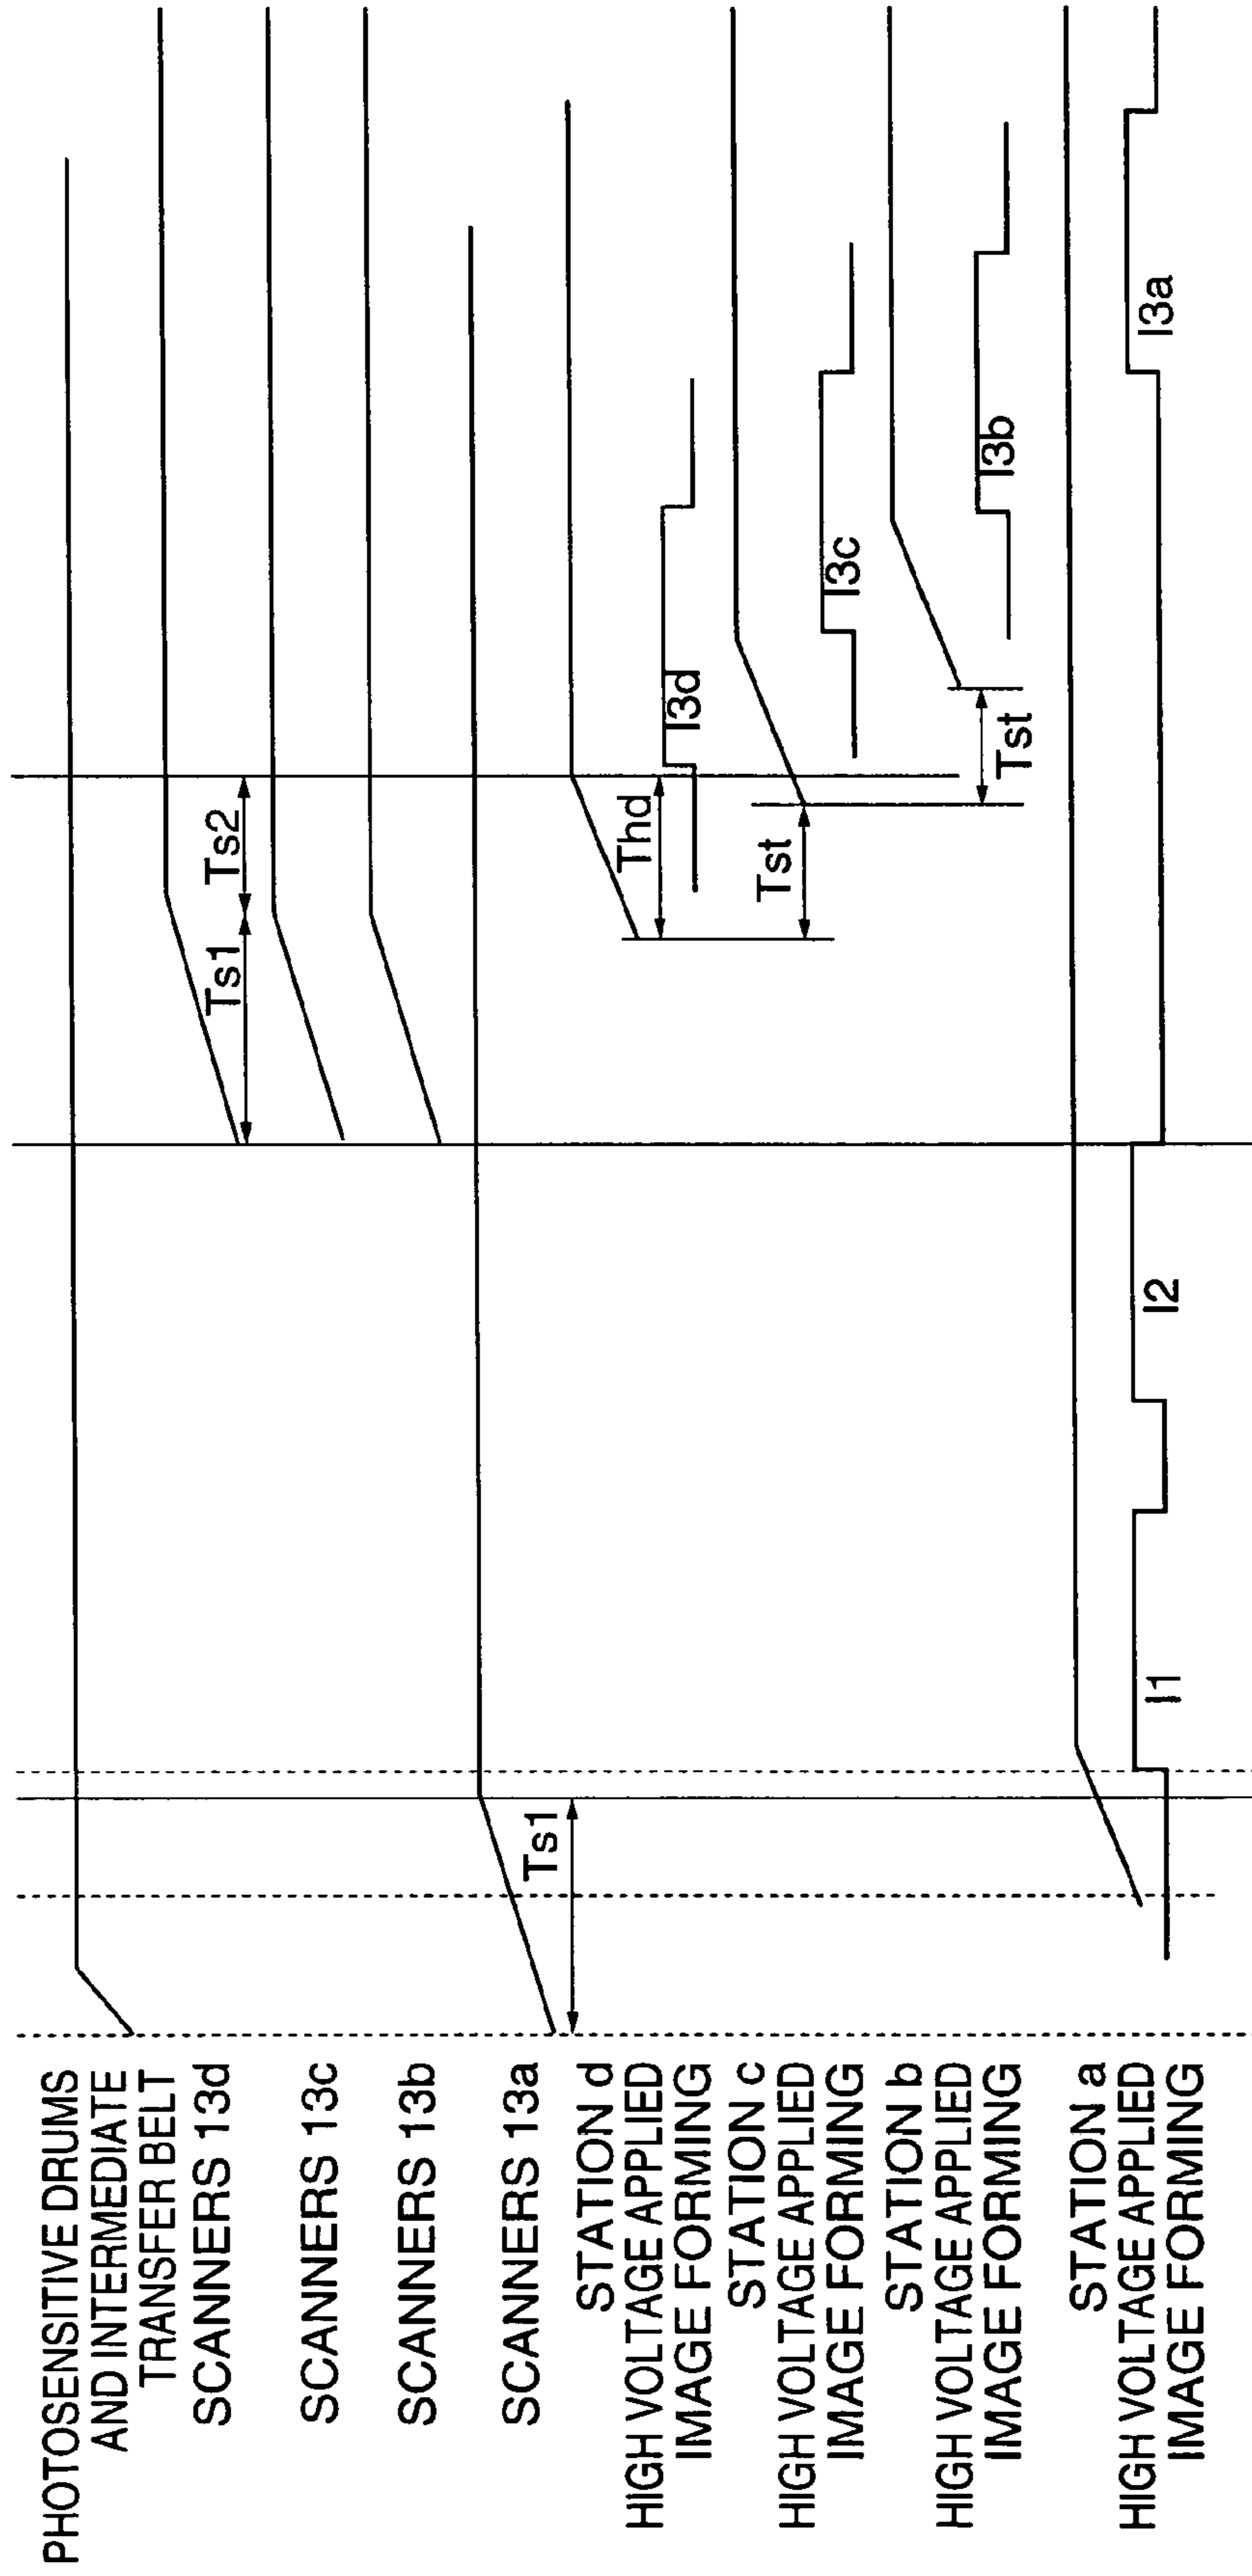 PHOTOSENSITIVE DRUMS
AND INTERMEDIATE
TRANSFER BELT
SCANNERS 13d
Ts1
Ts2
SCANNERS 13c
SCANNERS 13b
SCANNERS 13a
Ts1
STATION d
HIGH VOLTAGE APPLIED
Thd
IMAGE FORMING
I3d
STATION c
HIGH VOLTAGE APPLIED
Tst
IMAGE FORMING
I3c
STATION b
HIGH VOLTAGE APPLIED
IMAGE FORMING
Tst
I3b
STATION a
HIGH VOLTAGE APPLIED
IMAGE FORMING
I1
I2
I3a